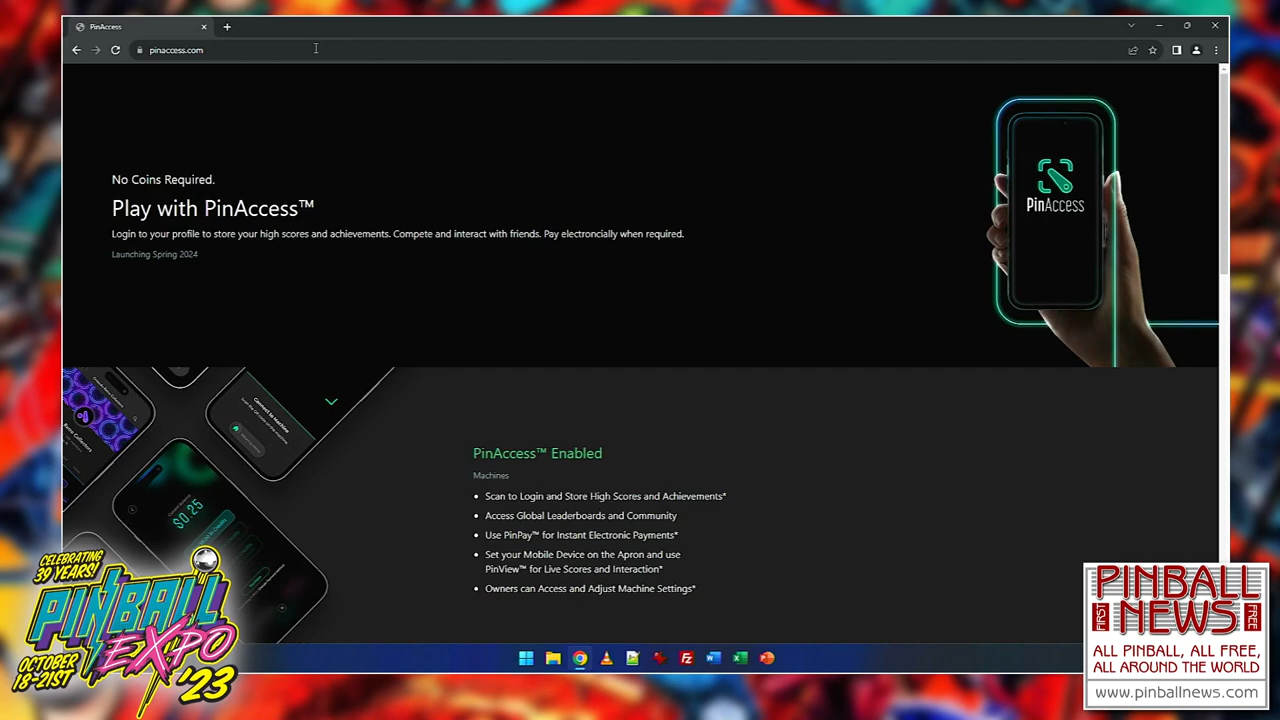 PinAccess
pinaccess.com
No Coins Required.
Play with PinAccess™
Login to your profile to store your high scores and achievements. Compete and interact with friends. Pay electroncially when required.
Launching Spring 2024
PinAccess
Connect to Machine
$0.25
PinAccess™ Enabled
Machines
• Scan to Login and Store High Scores and Achievements*
• Access Global Leaderboards and Community
• Use PinPay™ for Instant Electronic Payments*
• Set your Mobile Device on the Apron and use
PinView™ for Live Scores and Interaction*
• Owners can Access and Adjust Machine Settings*
CELEBRATING
39 YEARS!
PINBALL
EXPO
OCTOBER
18-21ST
'23
PINBALL
FIRST NEWS FREE
ALL PINBALL, ALL FREE,
ALL AROUND THE WORLD
www.pinballnews.com